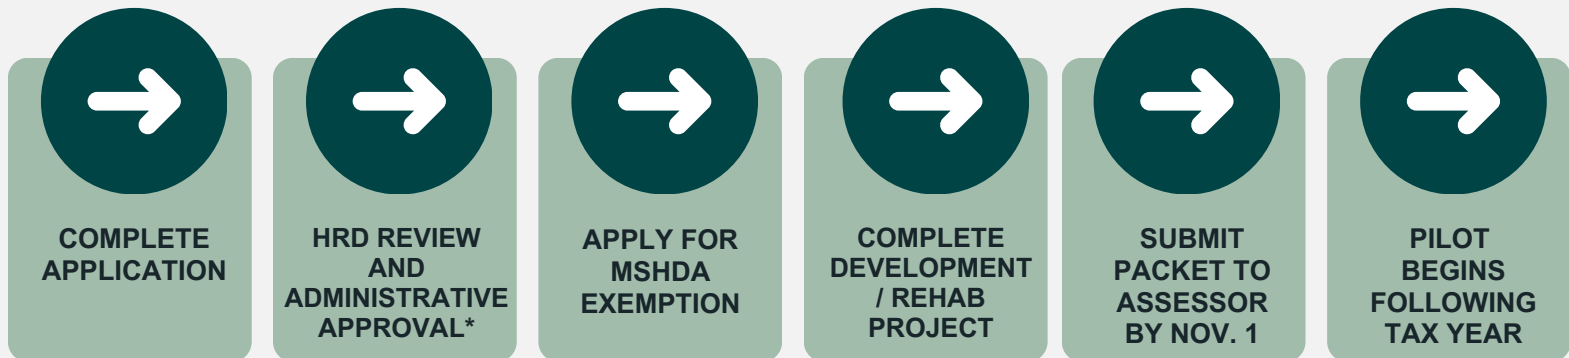 COMPLETE
APPLICATION
HRD REVIEW
AND
ADMINISTRATIVE
APPROVAL*
APPLY FOR
MSHDA
EXEMPTION
COMPLETE
DEVELOPMENT
/ REHAB
PROJECT
SUBMIT
PACKET TO
ASSESSOR
BY NOV. 1
PILOT
BEGINS
FOLLOWING
TAX YEAR